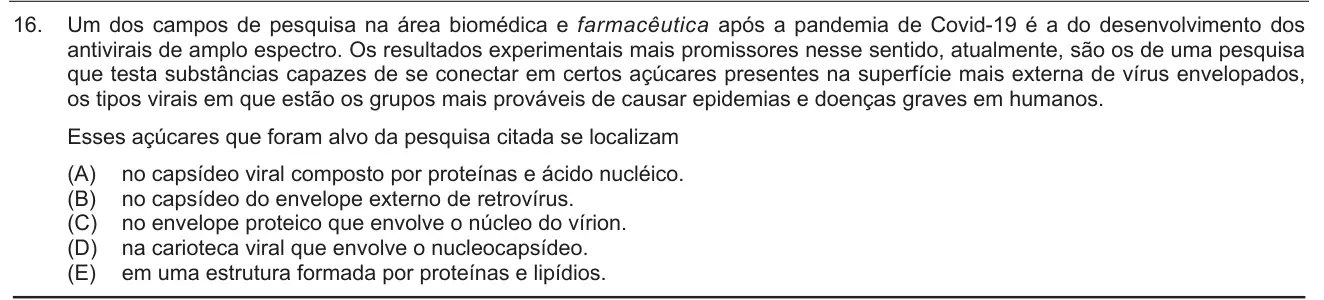 16. Um dos campos de pesquisa na área biomédica e farmacêutica após a pandemia de Covid-19 é a do desenvolvimento dos
antivirais de amplo espectro. Os resultados experimentais mais promissores nesse sentido, atualmente, são os de uma pesquisa
que testa substâncias capazes de se conectar em certos açúcares presentes na superfície mais externa de vírus envelopados,
os tipos virais em que estão os grupos mais prováveis de causar epidemias e doenças graves em humanos.
Esses açúcares que foram alvo da pesquisa citada se localizam
(A) no capsídeo viral composto por proteínas e ácido nucléico.
(B) no capsídeo do envelope externo de retrovírus.
(C) no envelope proteico que envolve o núcleo do vírion.
(D) na carioteca viral que envolve o nucleocapsídeo.
(E) em uma estrutura formada por proteínas e lipídios.